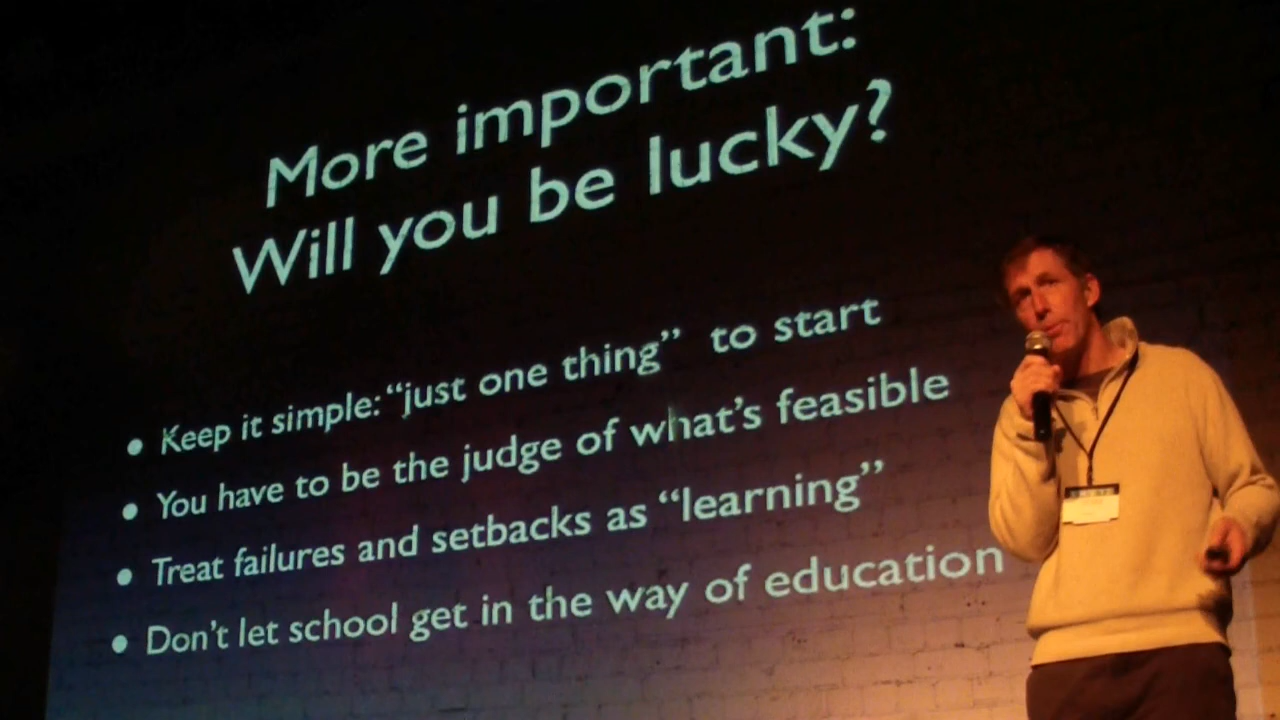 More important:
Will you be lucky?
• Keep it simple: “just one thing” to start
• You have to be the judge of what’s feasible
• Treat failures and setbacks as “learning”
• Don’t let school get in the way of education